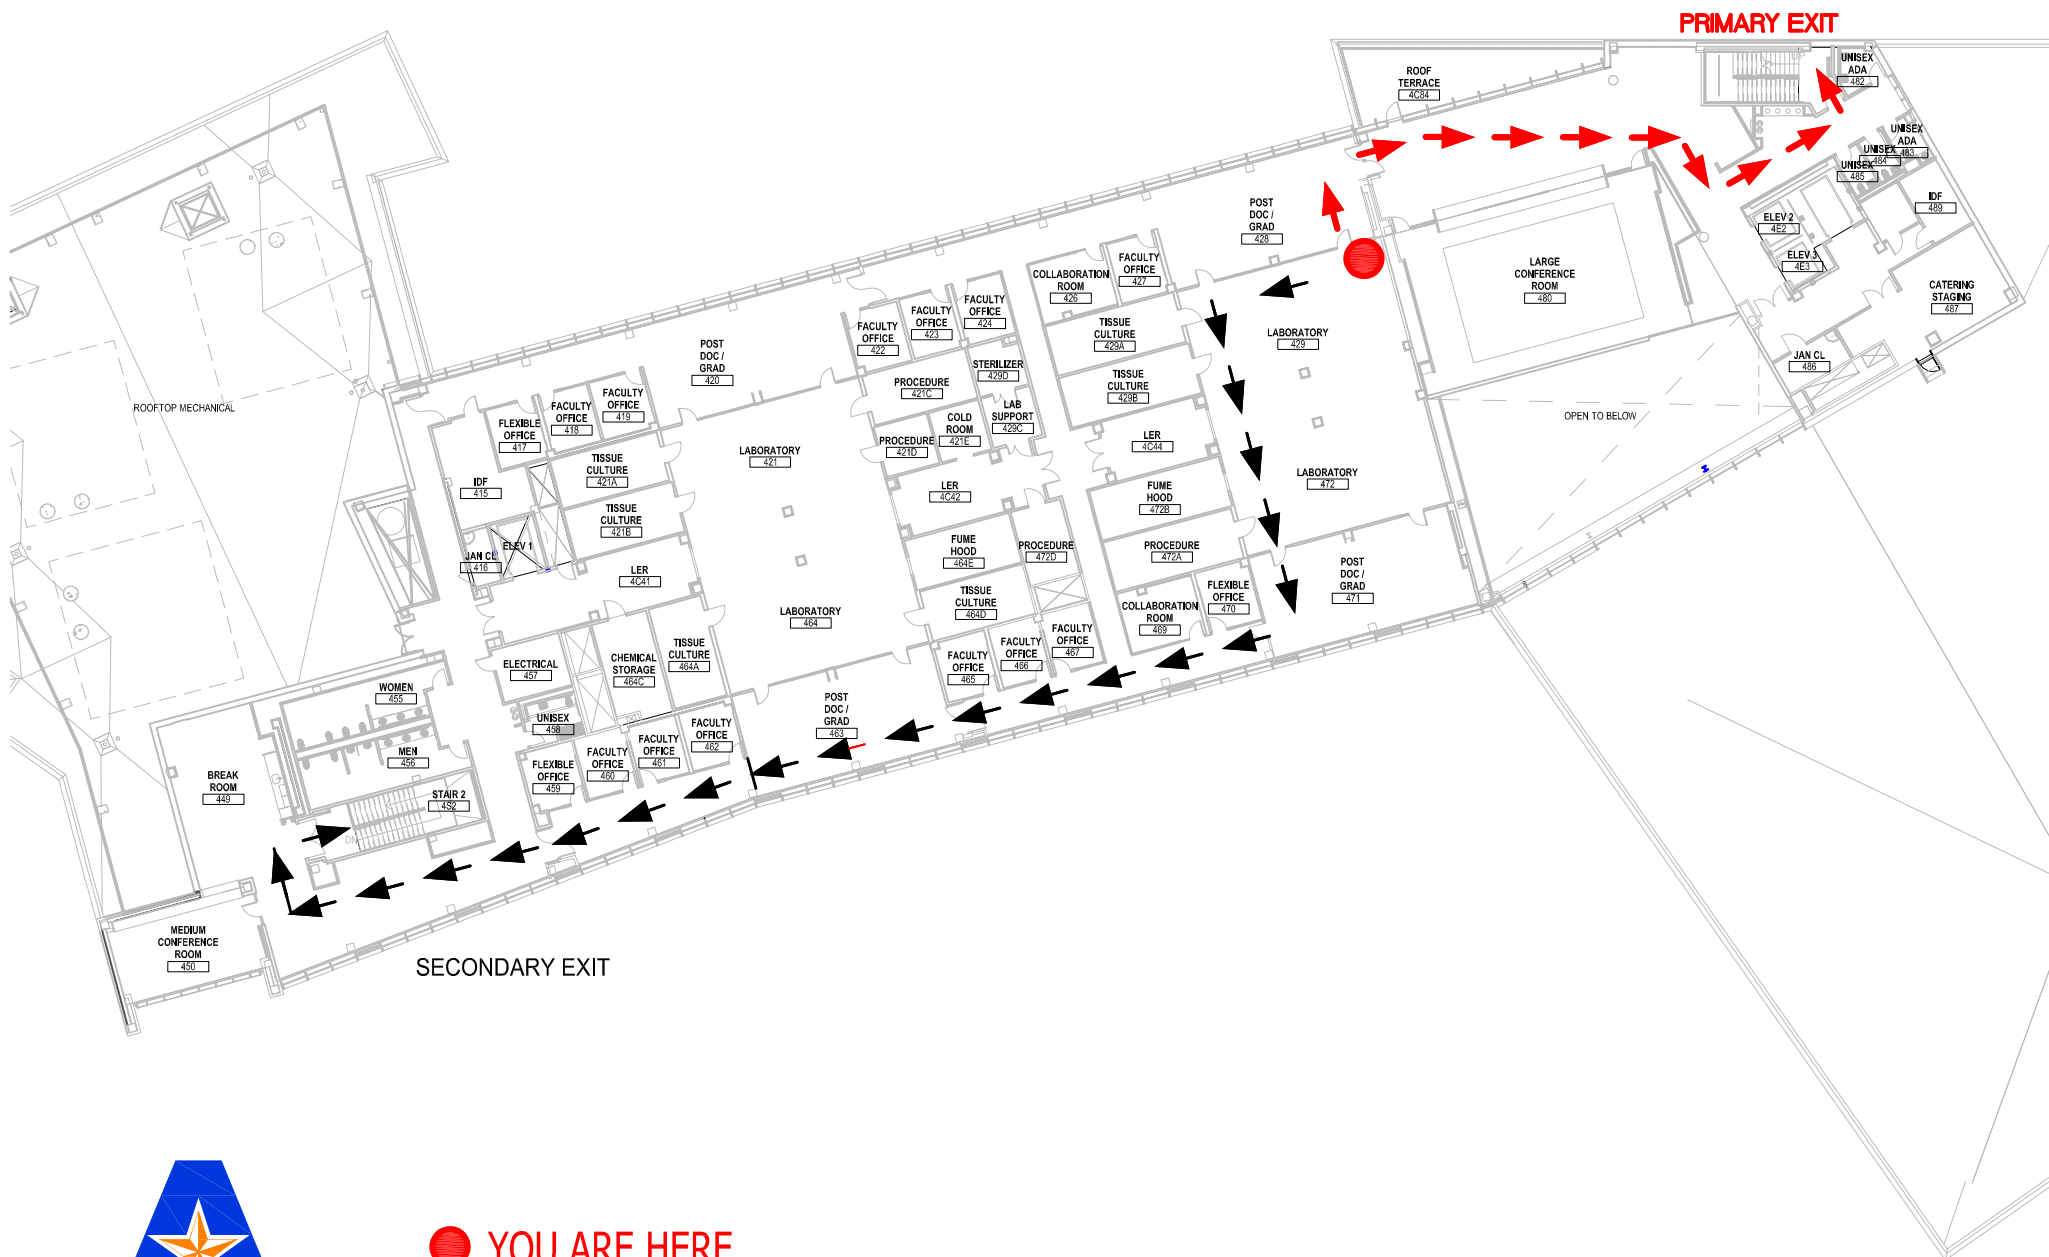 PRIMARY EXIT
UNISEX
ADA
482
ROOF
TERRACE
4C84
UNISEX
ADA
483
UNISEX
484
UNISEX
485
IDF
489
POST
DOC /
GRAD
428
ELEV 2
4E2
ELEV 3
4E3
COLLABORATION
ROOM
426
FACULTY
OFFICE
427
LARGE
CONFERENCE
ROOM
480
CATERING
STAGING
487
FACULTY
OFFICE
424
FACULTY
OFFICE
423
FACULTY
OFFICE
422
TISSUE
CULTURE
429A
LABORATORY
429
POST
DOC /
GRAD
420
STERILIZER
429D
JAN CL
486
PROCEDURE
421C
TISSUE
CULTURE
429B
ROOFTOP MECHANICAL
FACULTY
OFFICE
419
FACULTY
OFFICE
418
FLEXIBLE
OFFICE
417
LAB
SUPPORT
429C
COLD
ROOM
421E
OPEN TO BELOW
PROCEDURE
421D
LER
4C44
LABORATORY
421
TISSUE
CULTURE
421A
LABORATORY
472
IDF
415
LER
4C42
FUME
HOOD
472B
TISSUE
CULTURE
421B
ELEV 1
JAN CL
416
FUME
HOOD
464E
PROCEDURE
472D
PROCEDURE
472A
LER
4C41
POST
DOC /
GRAD
471
TISSUE
CULTURE
464D
FLEXIBLE
OFFICE
470
COLLABORATION
ROOM
469
LABORATORY
464
FACULTY
OFFICE
467
FACULTY
OFFICE
466
FACULTY
OFFICE
465
TISSUE
CULTURE
464A
CHEMICAL
STORAGE
464C
ELECTRICAL
457
WOMEN
455
POST
DOC /
GRAD
463
UNISEX
458
FACULTY
OFFICE
462
FACULTY
OFFICE
461
FACULTY
OFFICE
460
FLEXIBLE
OFFICE
459
MEN
456
BREAK
ROOM
449
STAIR 2
4S2
DN
MEDIUM
CONFERENCE
ROOM
450
SECONDARY EXIT
YOU ARE HERE